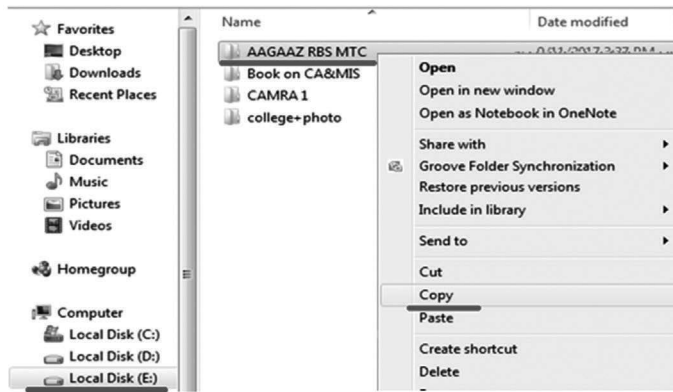 Favorites
Desktop
Downloads
Recent Places
Libraries
Documents
Music
Pictures
Videos
Homegroup
Computer
Local Disk (C:)
Local Disk (D:)
Local Disk (E:)
Name Date modified
AAGAAZ RBS MTC
Book on CA&MIS
CAMRA 1
college+photo
Open
Open in new window
Open as Notebook in OneNote
Share with
Groove Folder Synchronization
Restore previous versions
Include in library
Send to
Cut
Copy
Paste
Create shortcut
Delete